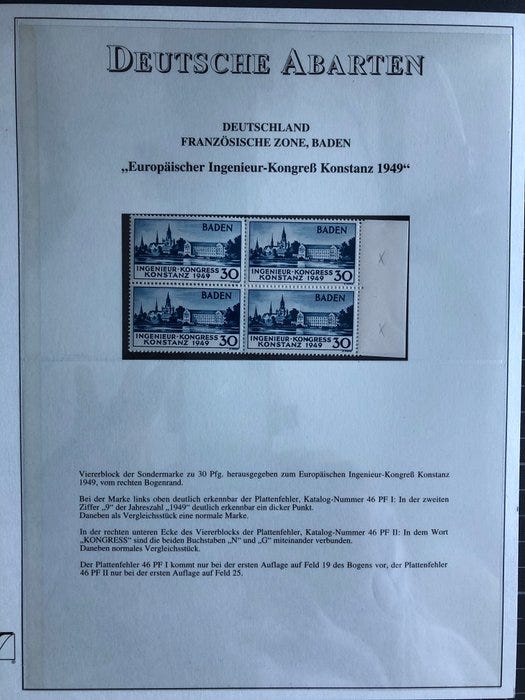 DEUTSCHE ABARTEN
DEUTSCHLAND
FRANZÖSISCHE ZONE, BADEN
„Europäischer Ingenieur-Kongreß Konstanz 1949“
BADEN
INGENIEUR·KONGRESS
KONSTANZ 1949 30
BADEN
INGENIEUR·KONGRESS
KONSTANZ 1949 30
X
BADEN
INGENIEUR·KONGRESS
KONSTANZ 1949 30
BADEN
INGENIEUR·KONGRESS
KONSTANZ 1949 30
X
Viererblock der Sondermarke zu 30 Pfg. herausgegeben zum Europäischen Ingenieur-Kongreß Konstanz
1949, vom rechten Bogenrand.
Bei der Marke links oben deutlich erkennbar der Plattenfehler, Katalog-Nummer 46 PF I: In der zweiten
Ziffer „9“ der Jahreszahl „1949“ deutlich erkennbar ein dicker Punkt.
Daneben als Vergleichsstück eine normale Marke.
In der rechten unteren Ecke des Viererblocks der Plattenfehler, Katalog-Nummer 46 PF II: In dem Wort
„KONGRESS“ sind die beiden Buchstaben „N“ und „G“ miteinander verbunden.
Daneben normales Vergleichsstück.
Der Plattenfehler 46 PF I kommt nur bei der ersten Auflage auf Feld 19 des Bogens vor, der Plattenfehler
46 PF II nur bei der ersten Auflage auf Feld 25.